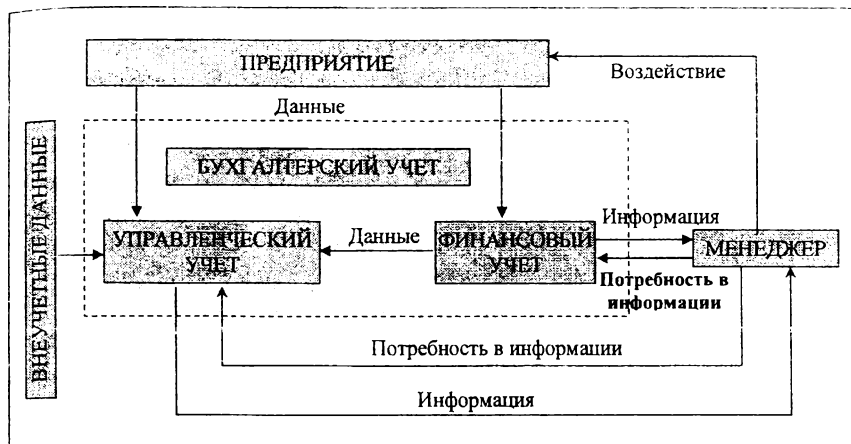 ПРЕДПРИЯТИЕ
Воздействие
Данные
ВНЕУЧЕТНЫЕ ДАННЫЕ
БУХГАЛТЕРСКИЙ УЧЕТ
Информация
УПРАВЛЕНЧЕСКИЙ
УЧЕТ
Данные
ФИНАНСОВЫЙ
УЧЕТ
МЕНЕДЖЕР
Потребность в
информации
Потребность в информации
Информация